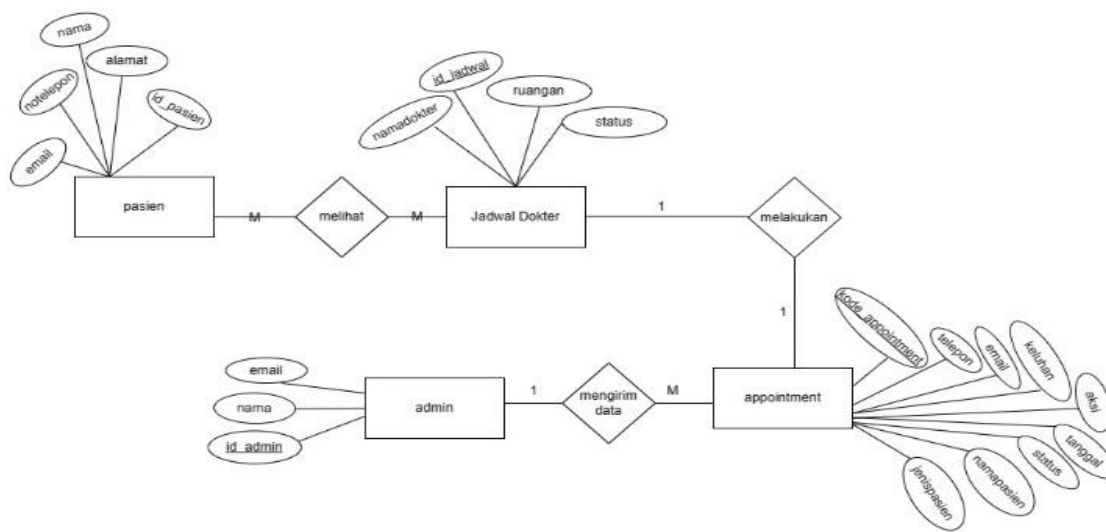 nama
alamat
notelepon
id_pasien
email
pasien
M
melihat
M
id_jadwal
ruangan
namadokter
status
Jadwal Dokter
1
melakukan
1
kode_appointment
telepon
email
keluhan
aksi
tanggal
status
namapasien
jenispasien
appointment
M
mengirim
data
1
admin
email
nama
id_admin